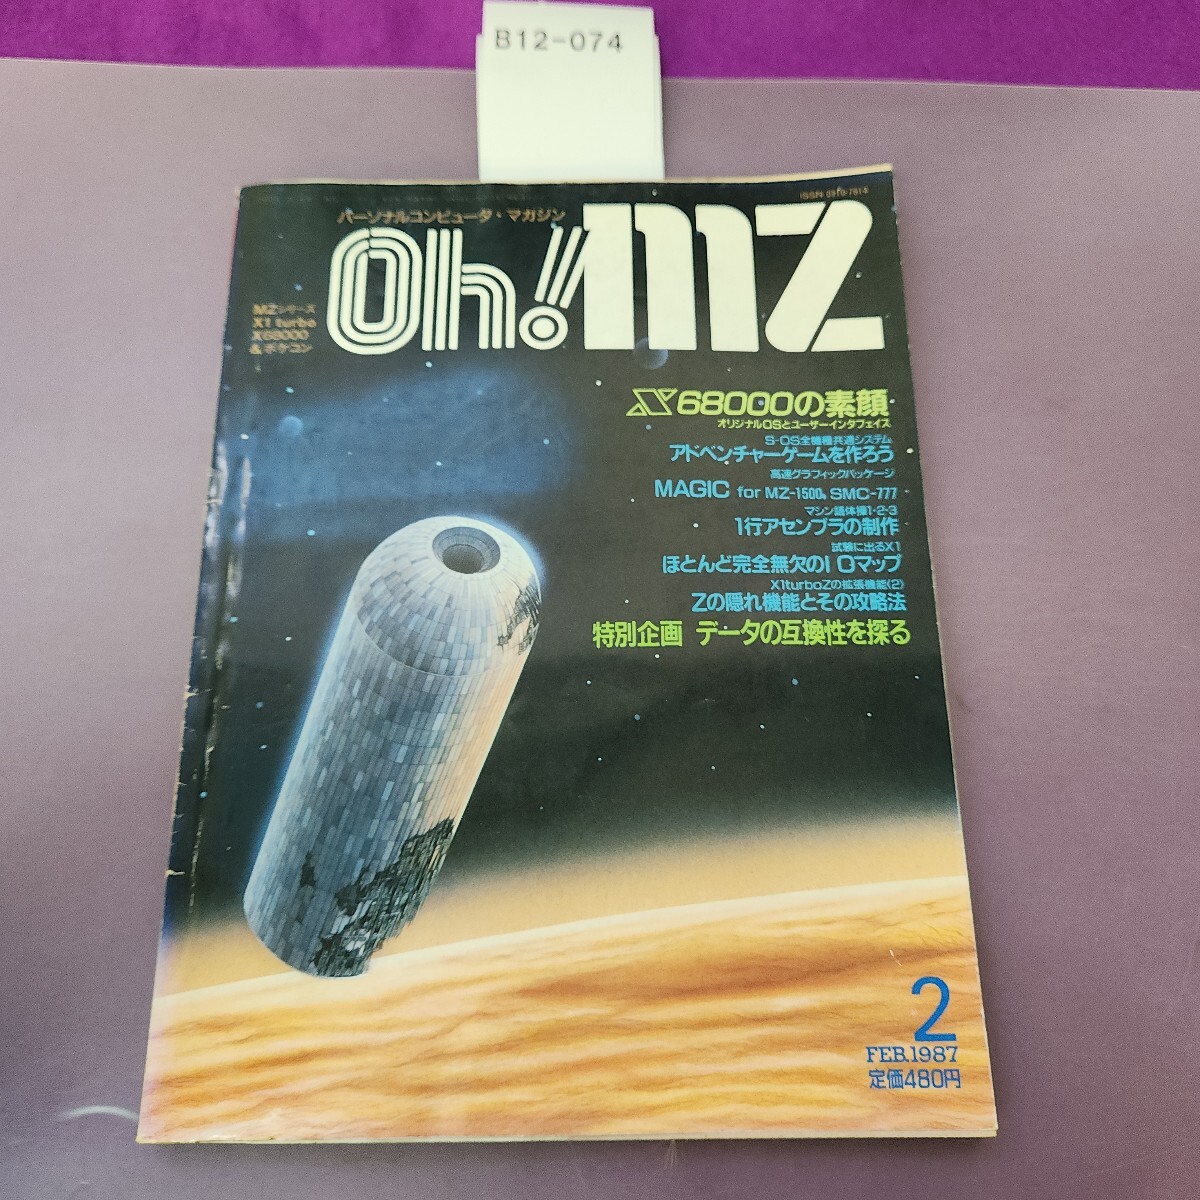 B12-074
ISSN 0910-7614
パーソナルコンピュータ・マガジン
Oh!MZ
MZシリーズ
X1 turbo
X68000
&ポケコン
X68000の素顔
オリジナルOSとユーザーインタフェイス
S-OS全機種共通システム
アドベンチャーゲームを作ろう
高速グラフィックパッケージ
MAGIC for MZ-1500, SMC-777
マシン語体操1・2・3
1行アセンブラの制作
試験に出るX1
ほとんど完全無欠のI Oマップ
X1turboZの拡張機能(2)
Zの隠れ機能とその攻略法
特別企画 データの互換性を探る
2
FEB.1987
定価480円